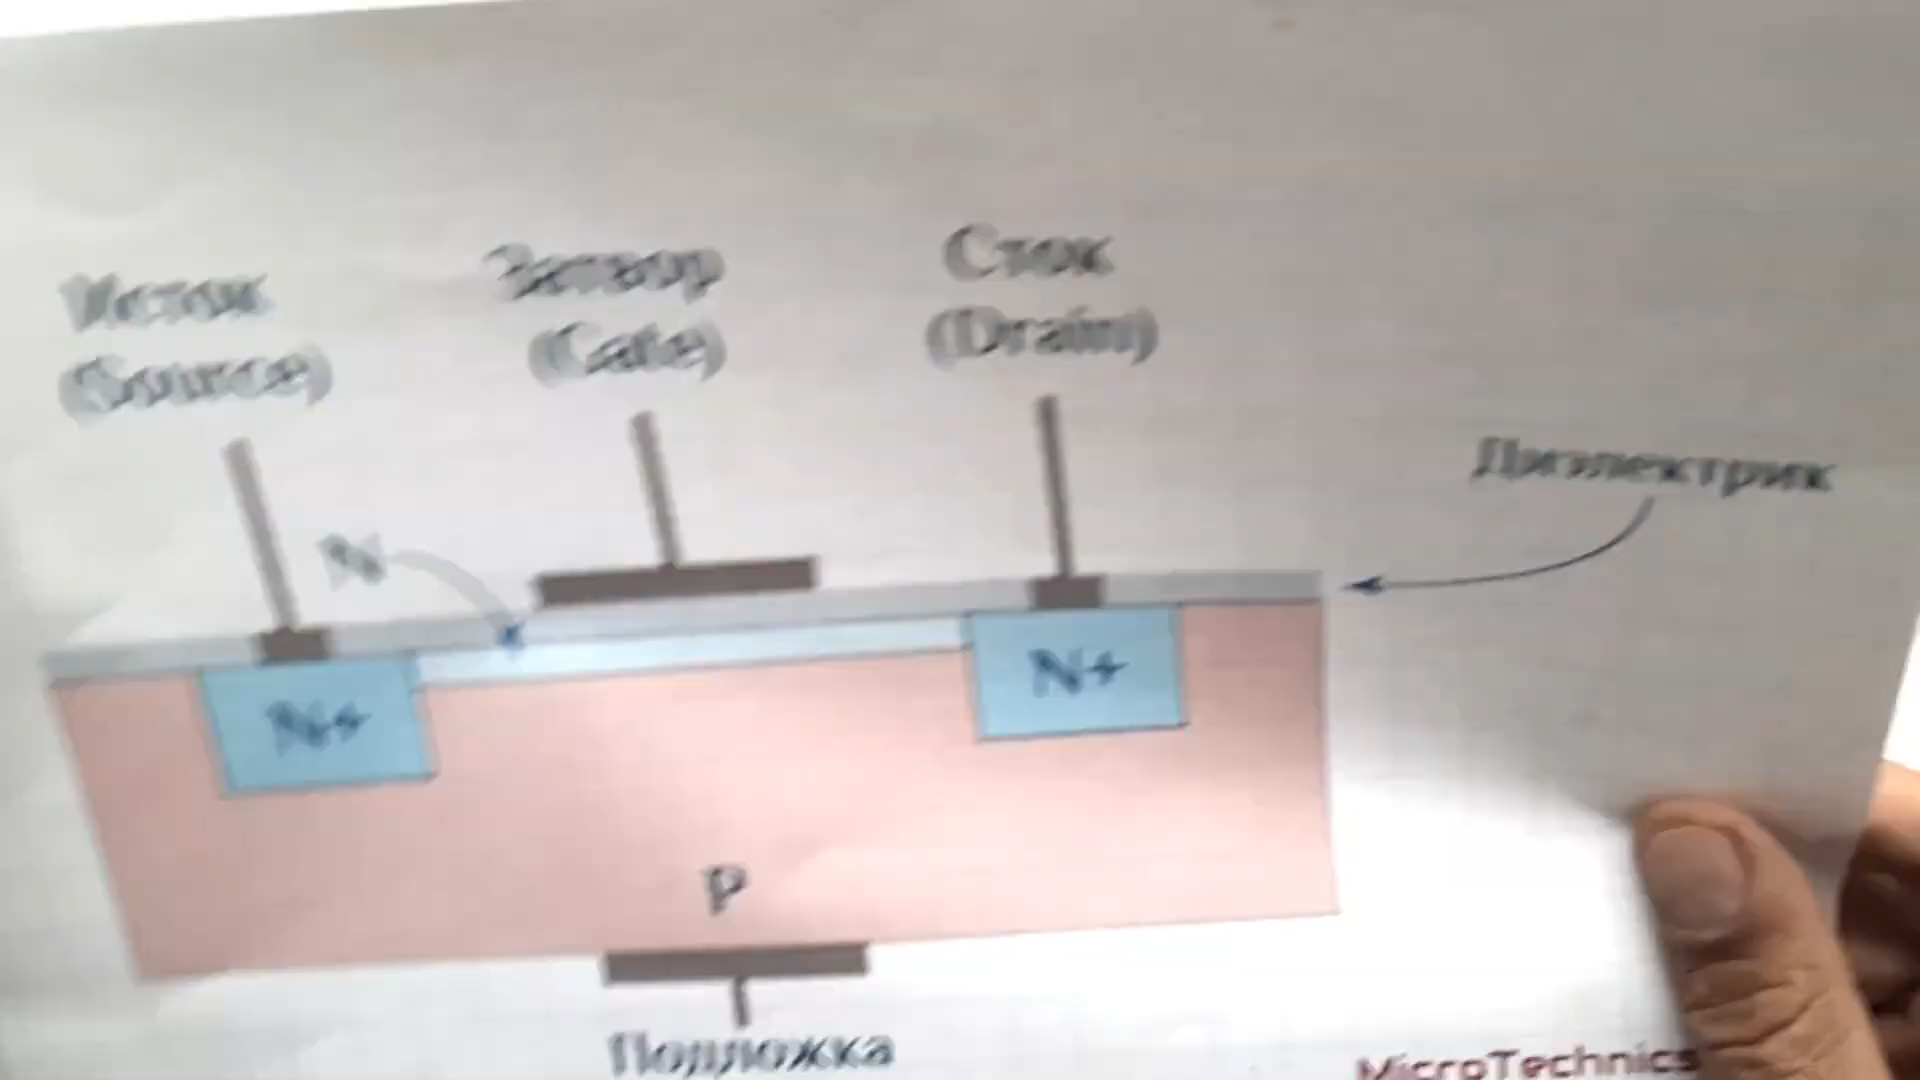 Исток
(Source)
Затвор
(Gate)
Сток
(Drain)
Диэлектрик
N
N+
N+
P
Подложка
MicroTechnics